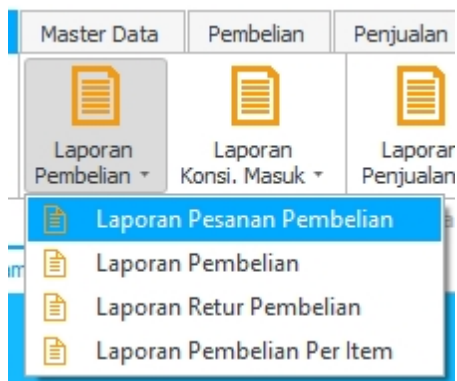 Master Data
Pembelian
Penjualan
Laporan
Pembelian
Laporan
Konsi. Masuk
Laporan
Penjualan
Laporan Pesanan Pembelian
Laporan Pembelian
Laporan Retur Pembelian
Laporan Pembelian Per Item